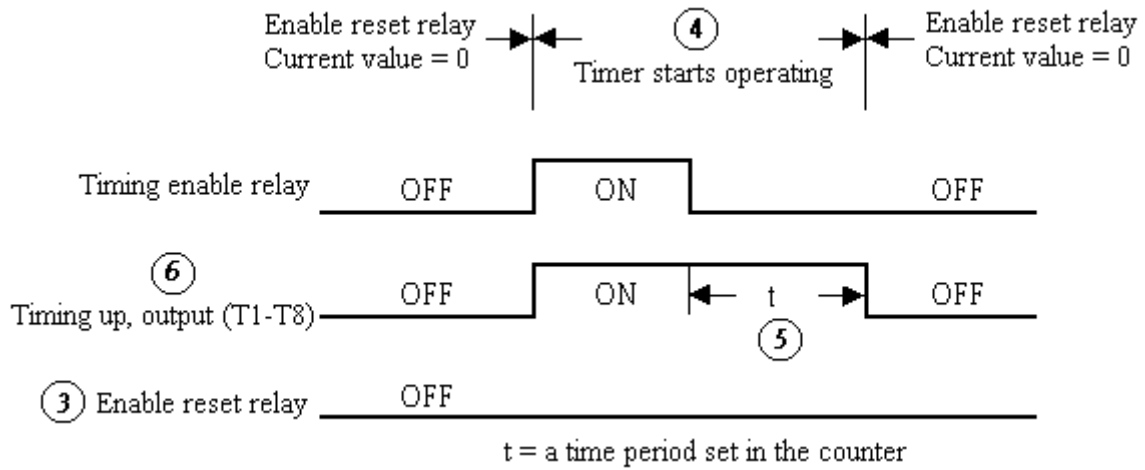 Enable reset relay
Current value = 0
4
Timer starts operating
Enable reset relay
Current value = 0
Timing enable relay
OFF
ON
OFF
6
Timing up, output (T1-T8)
OFF
ON
t
OFF
5
3 Enable reset relay
OFF
t = a time period set in the counter